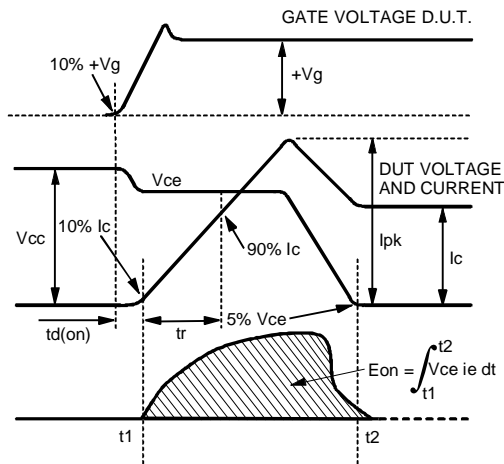 GATE VOLTAGE D.U.T.
10% +Vg
+Vg
DUT VOLTAGE
AND CURRENT
Vce
Vcc
10% Ic
90% Ic
Ipk
Ic
td(on)
tr
5% Vce
Eon = ∫ Vce ie dt
t2
t1
t1
t2